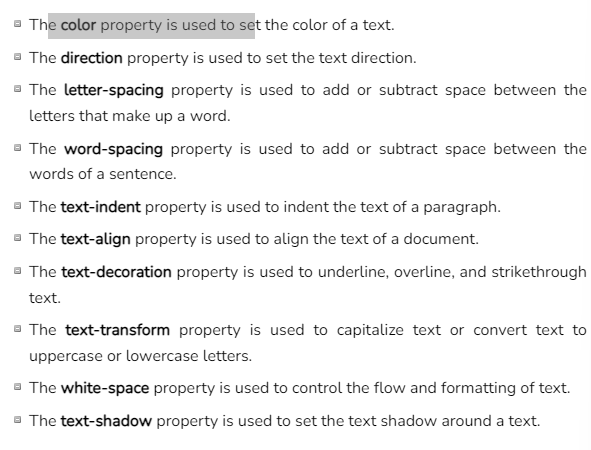 The color property is used to set the color of a text.
The direction property is used to set the text direction.
The letter-spacing property is used to add or subtract space between the
letters that make up a word.
The word-spacing property is used to add or subtract space between the
words of a sentence.
The text-indent property is used to indent the text of a paragraph.
The text-align property is used to align the text of a document.
The text-decoration property is used to underline, overline, and strikethrough
text.
The text-transform property is used to capitalize text or convert text to
uppercase or lowercase letters.
The white-space property is used to control the flow and formatting of text.
The text-shadow property is used to set the text shadow around a text.